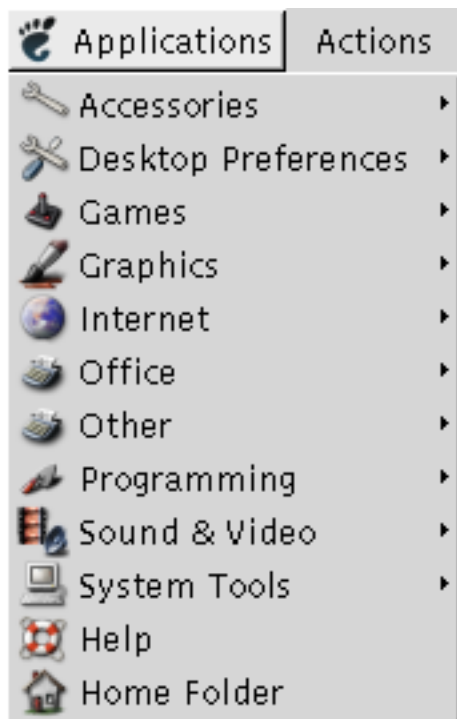 Applications Actions
Accessories
Desktop Preferences
Games
Graphics
Internet
Office
Other
Programming
Sound & Video
System Tools
Help
Home Folder